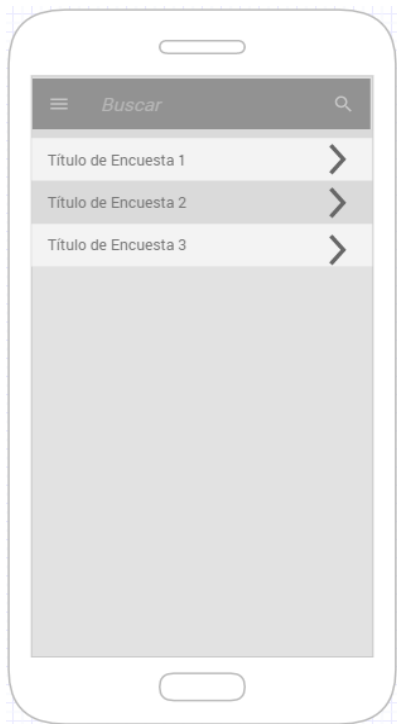 Buscar
Título de Encuesta 1
Título de Encuesta 2
Título de Encuesta 3